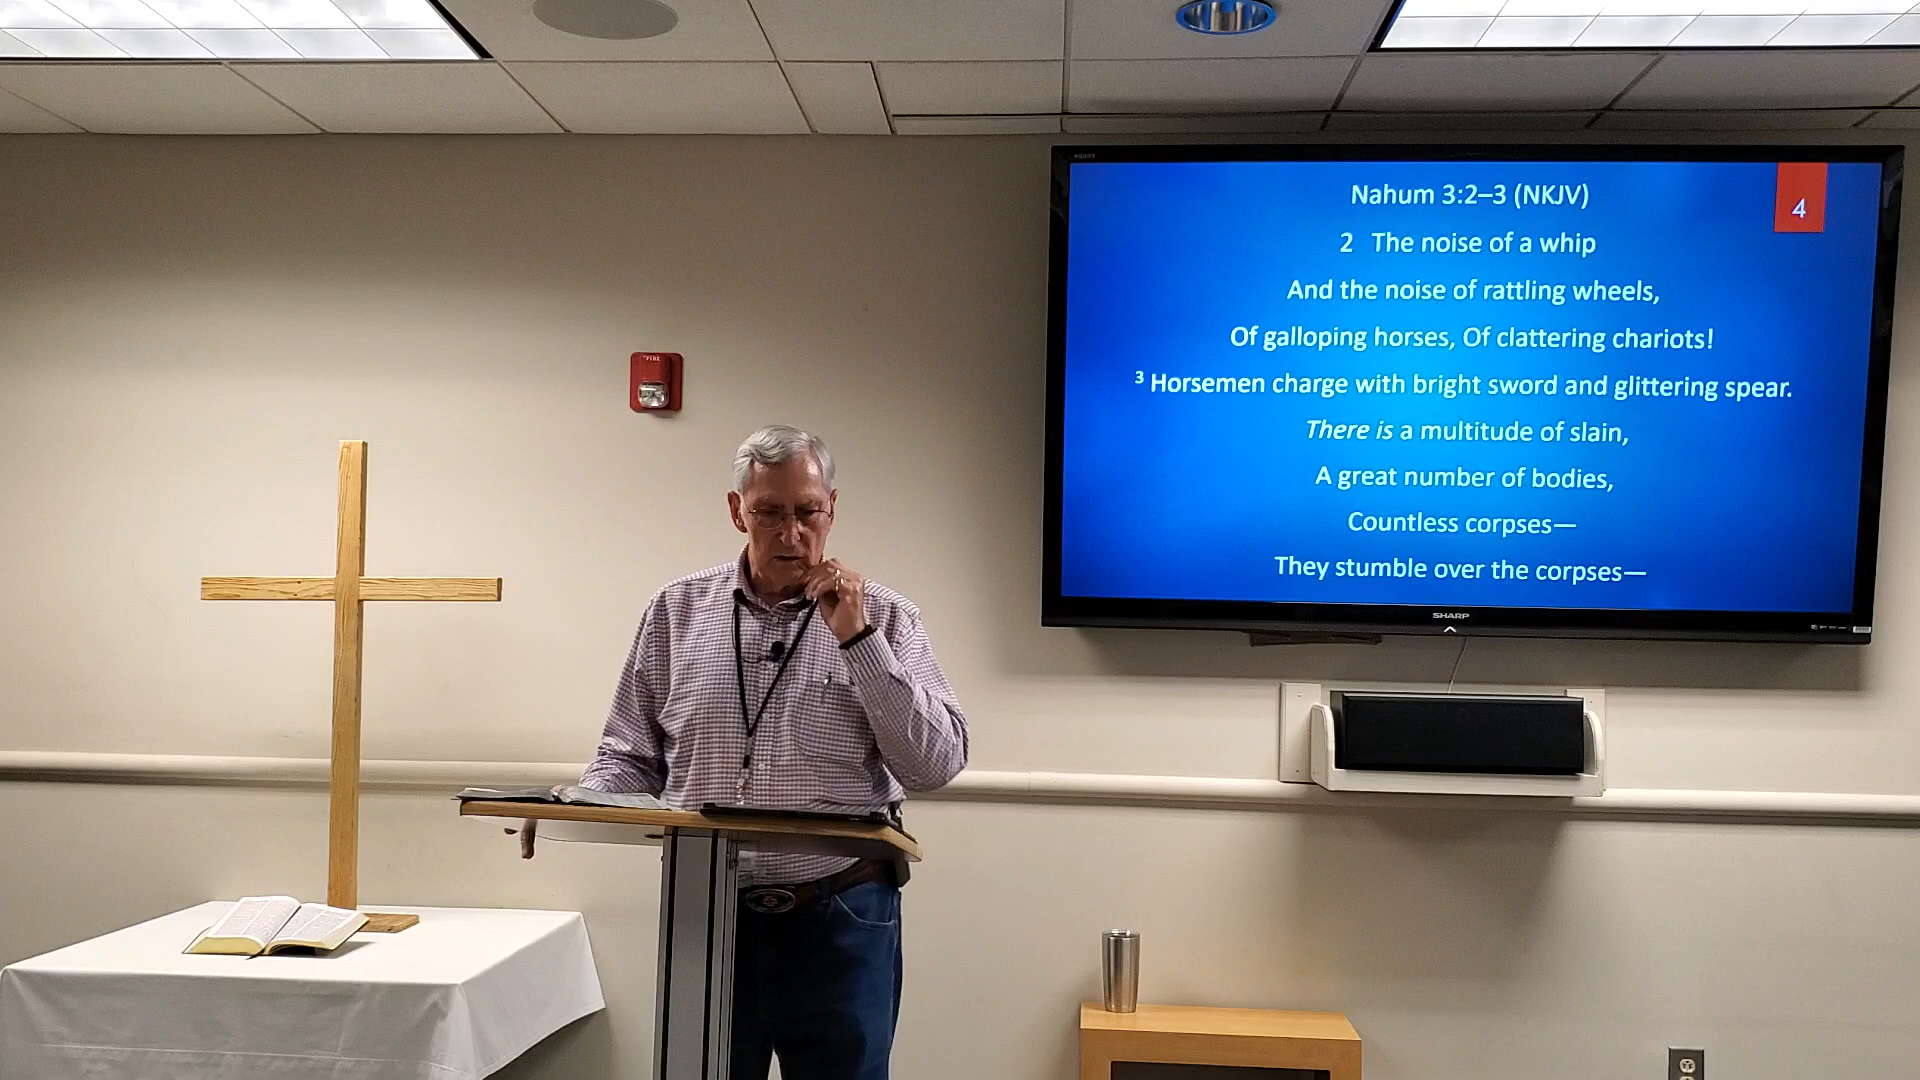 FIRE
Nahum 3:2–3 (NKJV)
4
2 The noise of a whip
And the noise of rattling wheels,
Of galloping horses, Of clattering chariots!
3 Horsemen charge with bright sword and glittering spear.
There is a multitude of slain,
A great number of bodies,
Countless corpses—
They stumble over the corpses—
SHARP